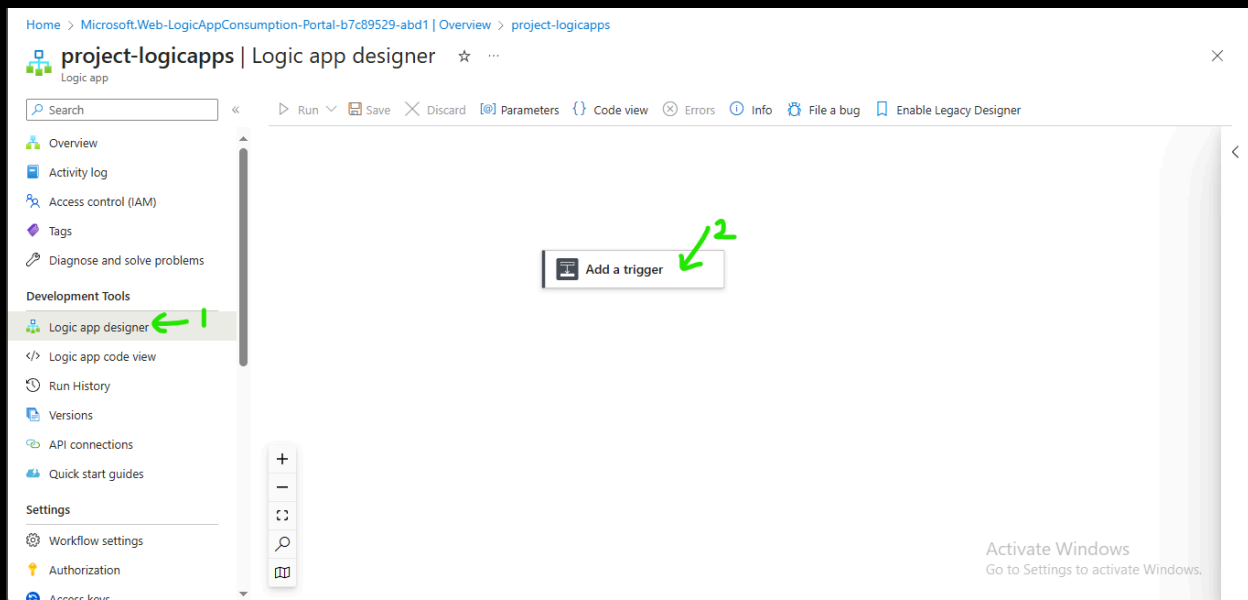 Home > Microsoft.Web-LogicAppConsumption-Portal-b7c89529-abd1 | Overview > project-logicapps
project-logicapps | Logic app designer
Logic app
Search
Run
Save
Discard
Parameters
Code view
Errors
Info
File a bug
Enable Legacy Designer
Overview
Activity log
Access control (IAM)
Tags
Diagnose and solve problems
Development Tools
Logic app designer
1
Logic app code view
Run History
Versions
API connections
Quick start guides
Settings
Workflow settings
Authorization
Access keys
2
Add a trigger
Activate Windows
Go to Settings to activate Windows.